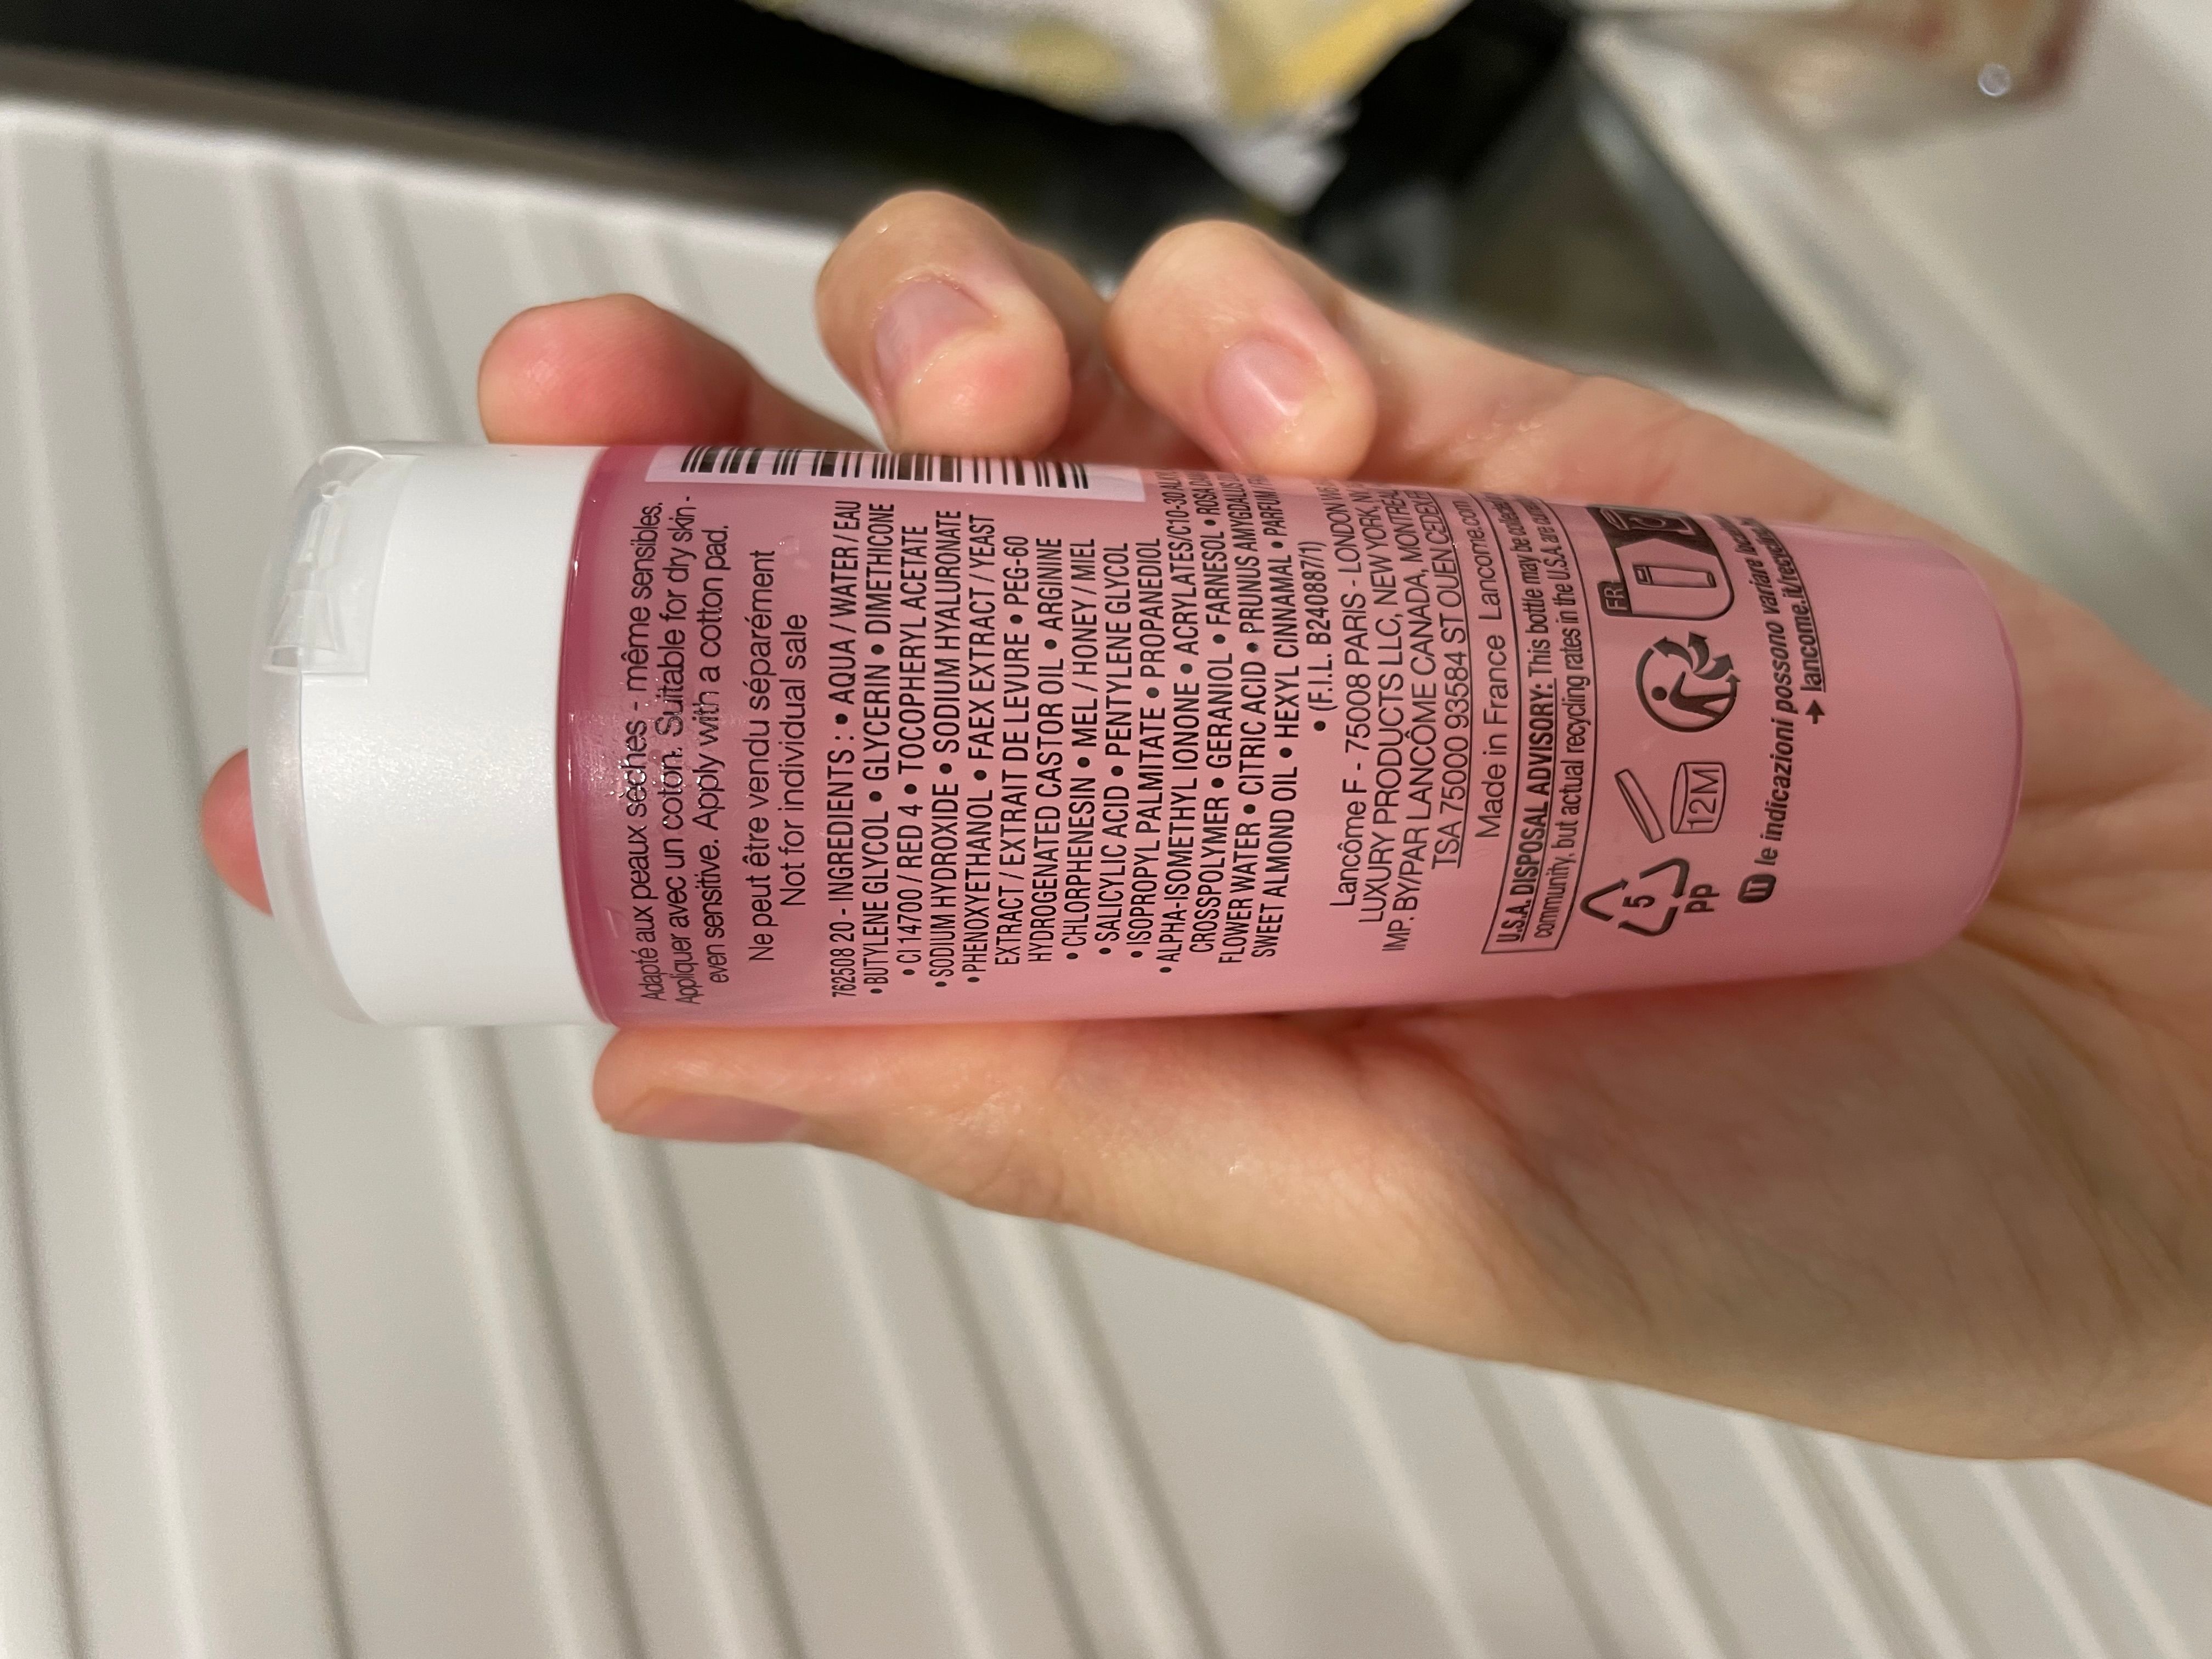 Adapté aux peaux sèches - même sensibles.
Appliquer avec un coton. Suitable for dry skin -
even sensitive. Apply with a cotton pad.
Ne peut être vendu séparément
Not for individual sale
762508 20 - INGREDIENTS : • AQUA / WATER / EAU
• BUTYLENE GLYCOL • GLYCERIN • DIMETHICONE
• CI 14700 / RED 4 • TOCOPHERYL ACETATE
• SODIUM HYDROXIDE • SODIUM HYALURONATE
• PHENOXYETHANOL • FAEX EXTRACT / YEAST
EXTRACT / EXTRAIT DE LEVURE • PEG-60
HYDROGENATED CASTOR OIL • ARGININE
• CHLORPHENESIN • MEL / HONEY / MIEL
• SALICYLIC ACID • PENTYLENE GLYCOL
• ISOPROPYL PALMITATE • PROPANEDIOL
• ALPHA-ISOMETHYL IONONE • ACRYLATES/C10-30
CROSSPOLYMER • GERANIOL • FARNESOL • ROSA
FLOWER WATER • CITRIC ACID • PRUNUS AMYGDALUS
SWEET ALMOND OIL • HEXYL CINNAMAL • PARFUM
• (F.I.L. B240887/1)
Lancôme F - 75008 PARIS - LONDON
LUXURY PRODUCTS LLC, NEW YORK,
IMP. BY/PAR LANCÔME CANADA, MONTREAL
TSA 75000 93584 ST OUEN CEDEX
Made in France Lancome.com
U.S.A. DISPOSAL ADVISORY: This bottle may be
community, but actual recycling rates in the U.S.A are
FR
5
PP
12M
le indicazioni possono variare
→ lancome.it/